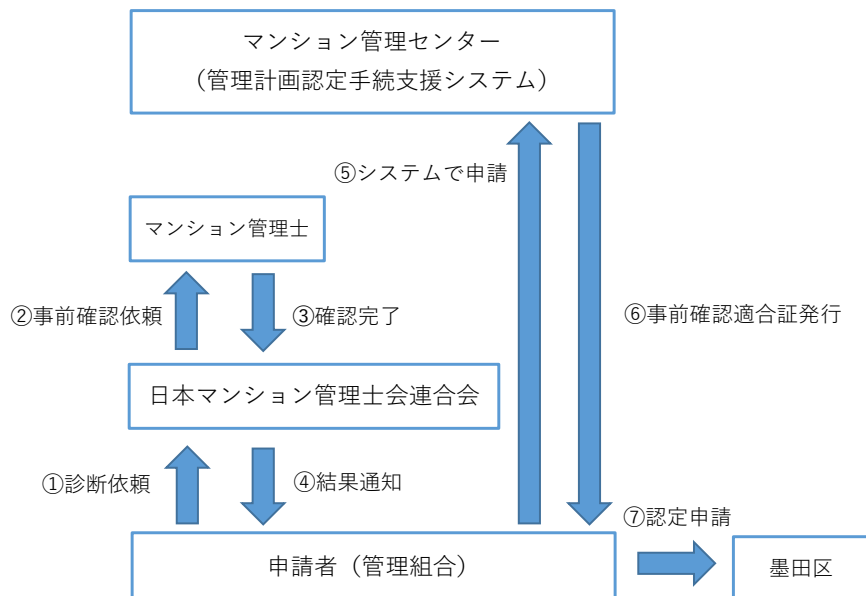 マンション管理センター
（管理計画認定手続支援システム）
⑤システムで申請
マンション管理士
②事前確認依頼
③確認完了
⑥事前確認適合証発行
日本マンション管理士会連合会
①診断依頼
④結果通知
⑦認定申請
申請者（管理組合）
墨田区